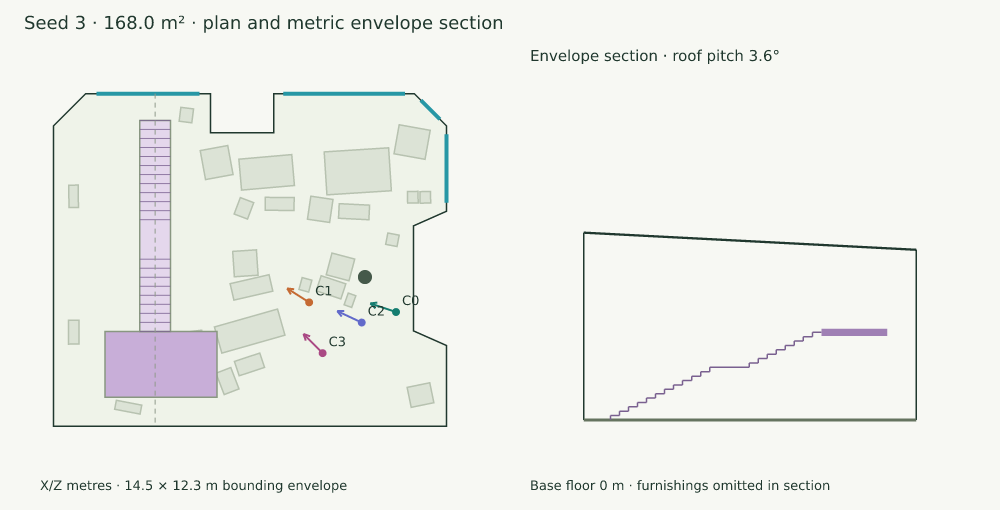 Seed 3 · 168.0 m² · plan and metric envelope section
Envelope section · roof pitch 3.6°
C1
C0
C2
C3
X/Z metres · 14.5 × 12.3 m bounding envelope
Base floor 0 m · furnishings omitted in section